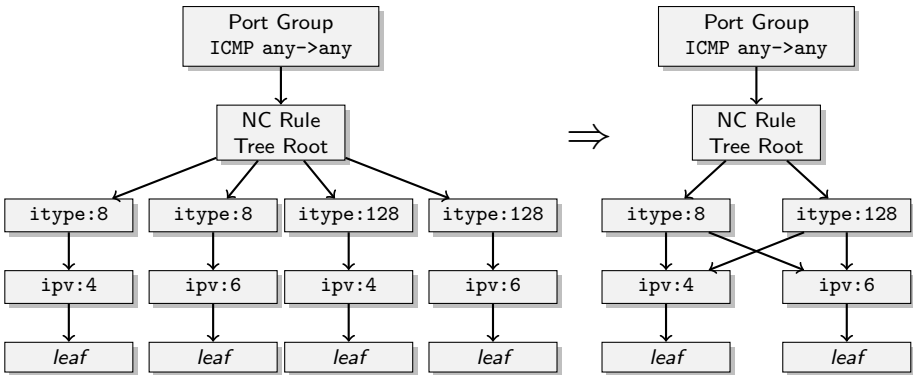 Port Group
ICMP any->any
NC Rule
Tree Root
itype:8
itype:8
itype:128
itype:128
ipv:4
ipv:6
ipv:4
ipv:6
leaf
leaf
leaf
leaf
⇒
Port Group
ICMP any->any
NC Rule
Tree Root
itype:8
itype:128
ipv:4
ipv:6
leaf
leaf